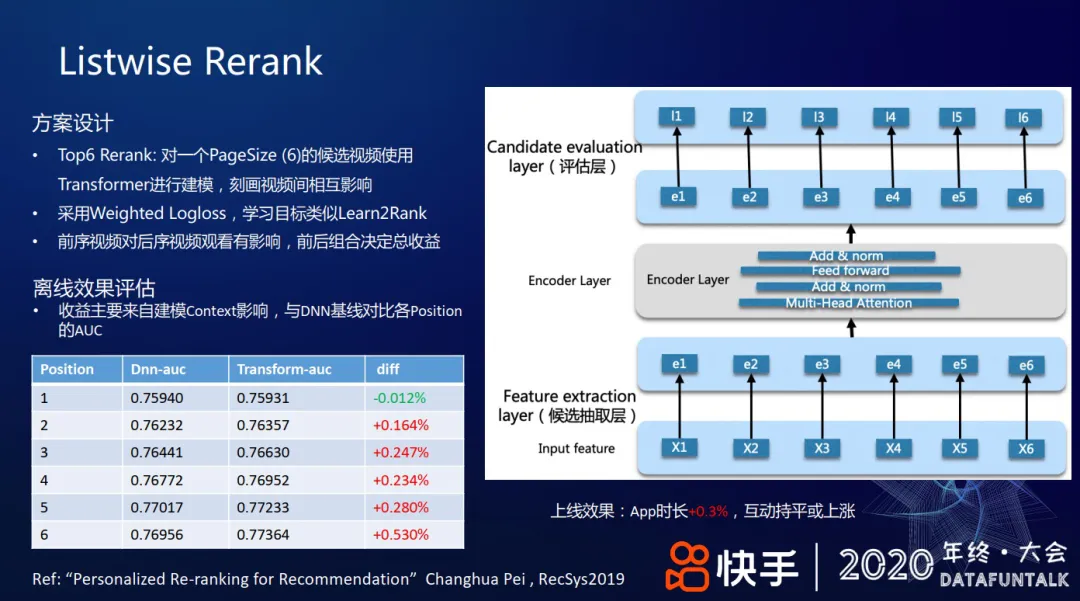 Listwise Rerank
方案设计
• Top6 Rerank: 对一个PageSize (6)的候选视频使用
Transformer进行建模，刻画视频间相互影响
• 采用Weighted Logloss，学习目标类似Learn2Rank
• 前序视频对后序视频观看有影响，前后组合决定总收益
离线效果评估
• 收益主要来自建模Context影响，与DNN基线对比各Position
的AUC
Position Dnn-auc Transform-auc diff
1 0.75940 0.75931 -0.012%
2 0.76232 0.76357 +0.164%
3 0.76441 0.76630 +0.247%
4 0.76772 0.76952 +0.234%
5 0.77017 0.77233 +0.280%
6 0.76956 0.77364 +0.530%
Ref: “Personalized Re-ranking for Recommendation” Changhua Pei , RecSys2019
l1 l2 l3 l4 l5 l6
Candidate evaluation
layer（评估层）
e1 e2 e3 e4 e5 e6
Encoder Layer
Encoder Layer
Add & norm
Feed forward
Add & norm
Multi-Head Attention
e1 e2 e3 e4 e5 e6
Feature extraction
layer（候选抽取层）
Input feature
X1 X2 X3 X4 X5 X6
上线效果：App时长+0.3%，互动持平或上涨
快手
2020
年终·大会
DATAFUNTALK